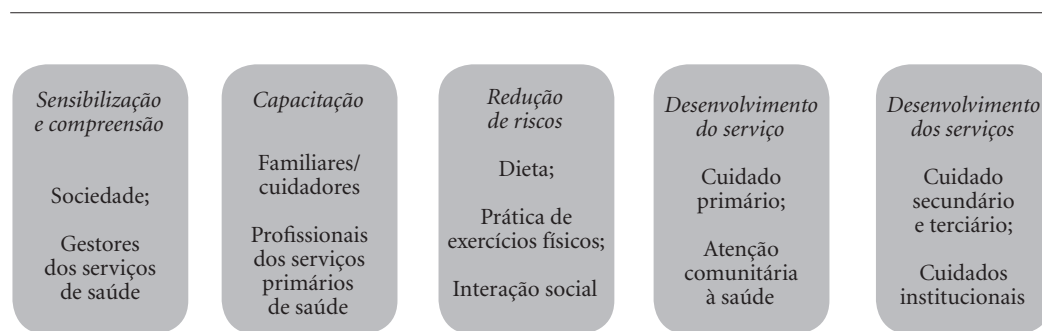 Sensibilização
e compreensão
Sociedade;
Gestores
dos serviços
de saúde
Capacitação
Familiares/
cuidadores
Profissionais
dos serviços
primários
de saúde
Redução
de riscos
Dieta;
Prática de
exercícios físicos;
Interação social
Desenvolvimento
do serviço
Cuidado
primário;
Atenção
comunitária
à saúde
Desenvolvimento
dos serviços
Cuidado
secundário
e terciário;
Cuidados
institucionais